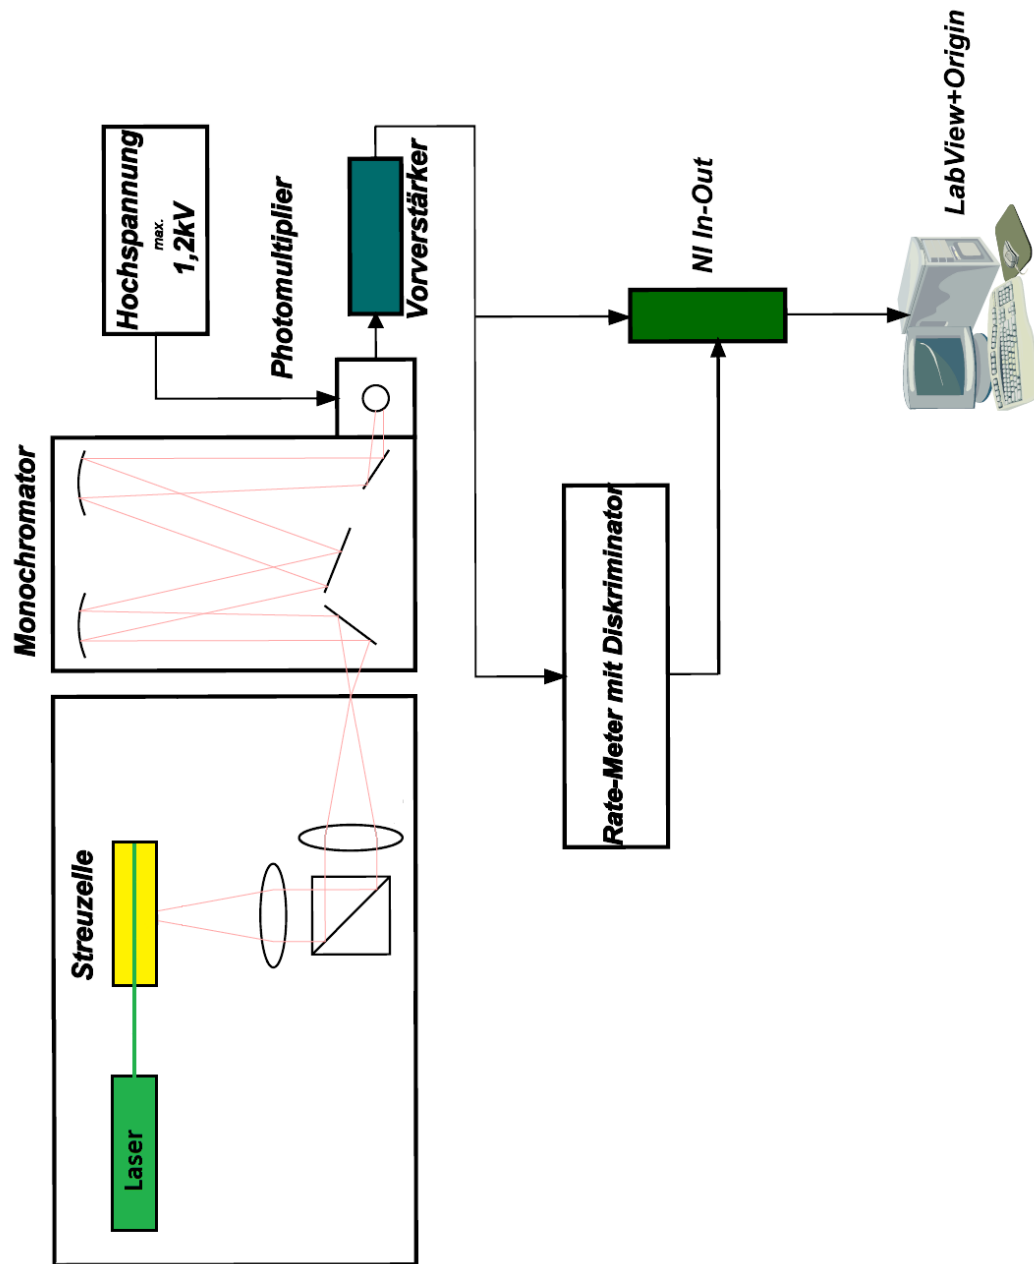 Hochspannung
max.
1,2kV
Photomultiplier
Vorverstärker
Monochromator
NI In-Out
LabView+Origin
Rate-Meter mit Diskriminator
Streuzelle
Laser